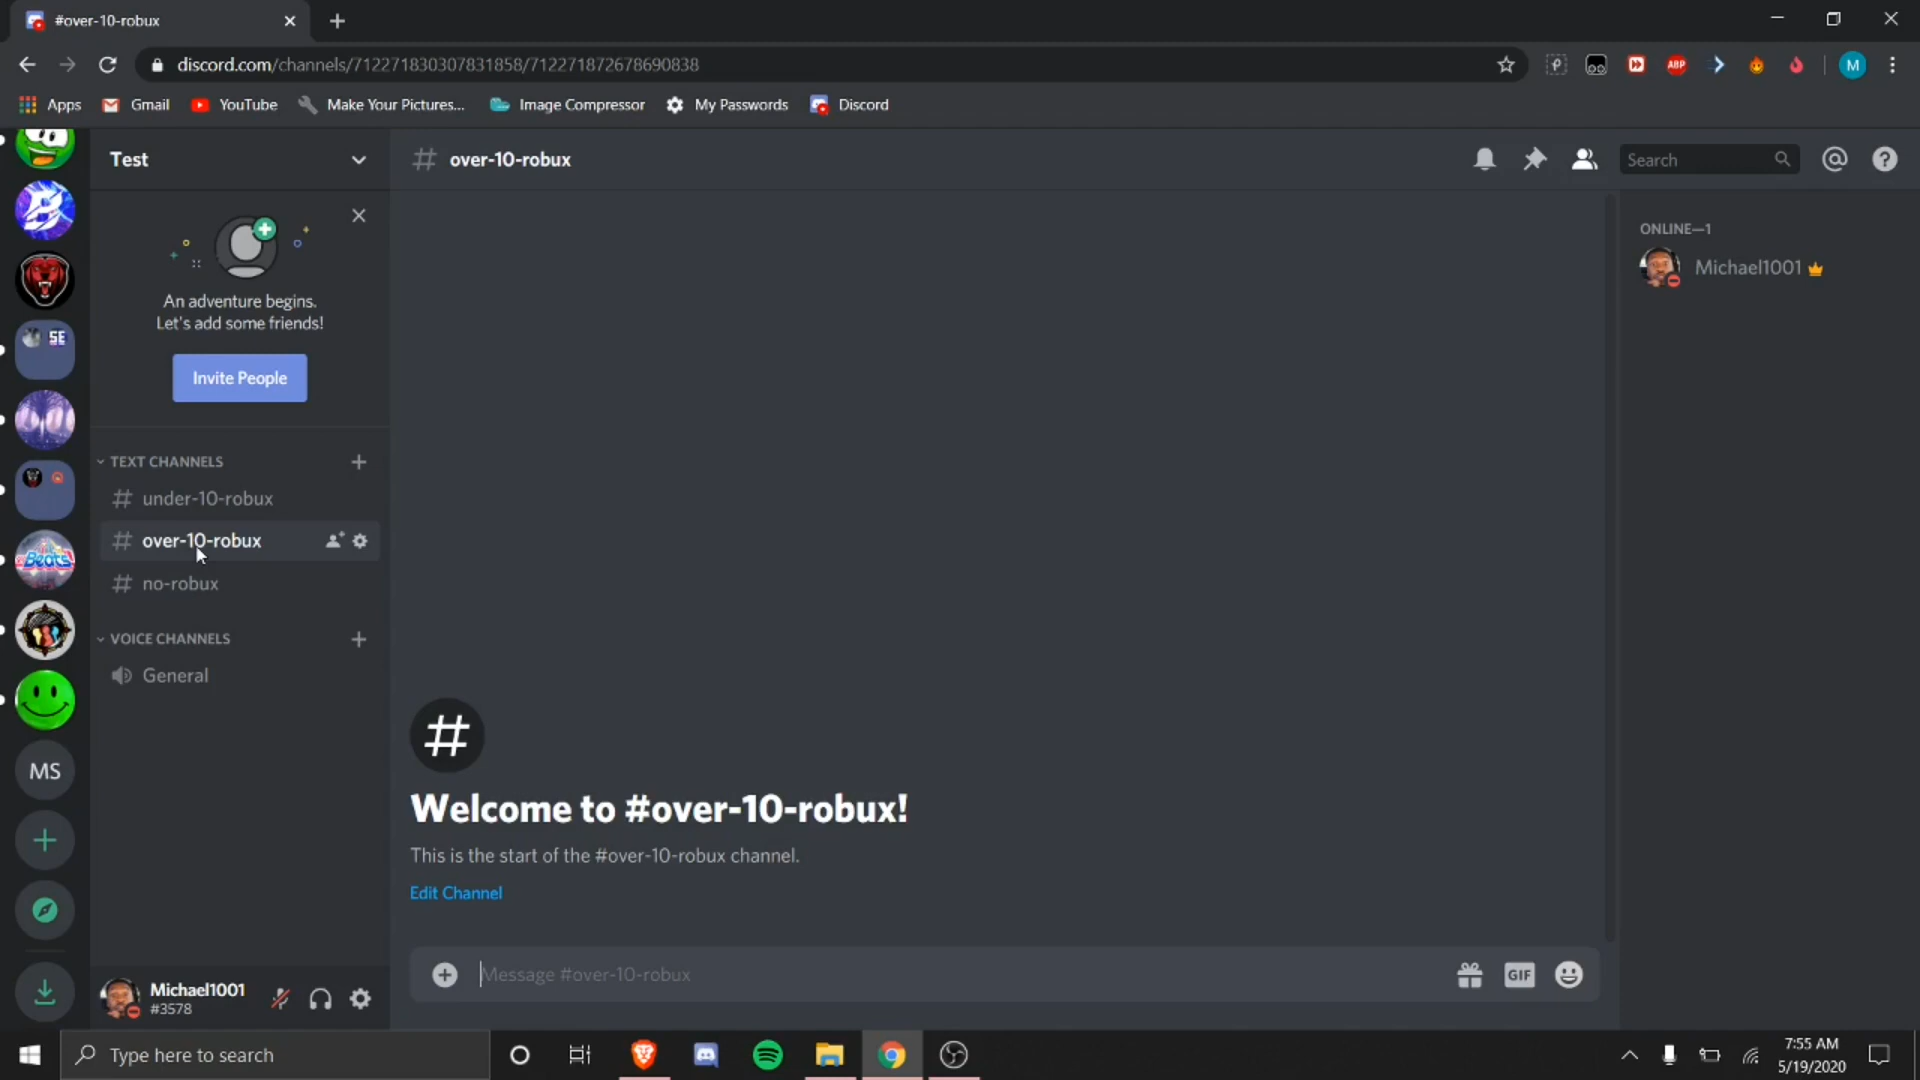 #over-10-robux
discord.com/channels/712271830307831858/712271872678690838
ABP
M
Apps
Gmail
YouTube
Make Your Pictures...
Image Compressor
My Passwords
Discord
Test
# over-10-robux
Search
An adventure begins.
Let's add some friends!
Invite People
ONLINE—1
Michael1001
SE
TEXT CHANNELS
# under-10-robux
# over-10-robux
# no-robux
Beats
VOICE CHANNELS
General
MS
#
Welcome to #over-10-robux!
This is the start of the #over-10-robux channel.
Edit Channel
Message #over-10-robux
GIF
Michael1001
#3578
Type here to search
7:55 AM
5/19/2020